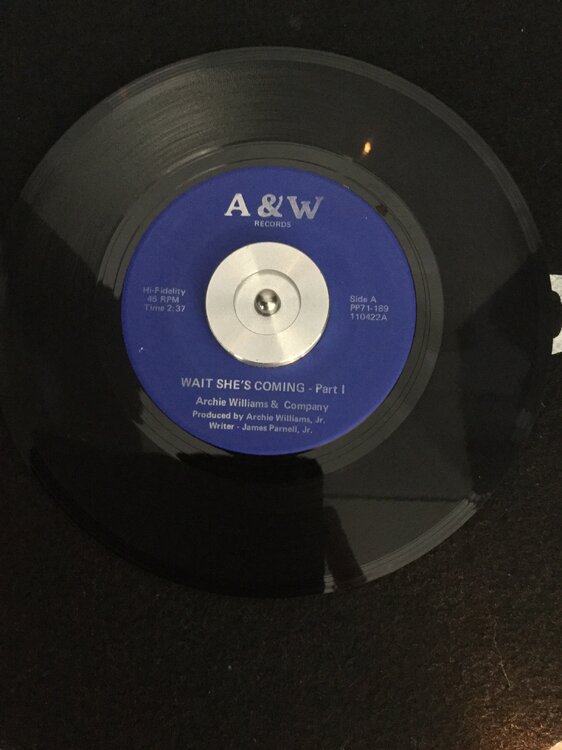 A & W
RECORDS
Hi-Fidelity
45 RPM
Time 2:37
Side A
PP71-189
110422A
WAIT SHE'S COMING - Part I
Archie Williams & Company
Produced by Archie Williams, Jr.
Writer - James Parnell, Jr.